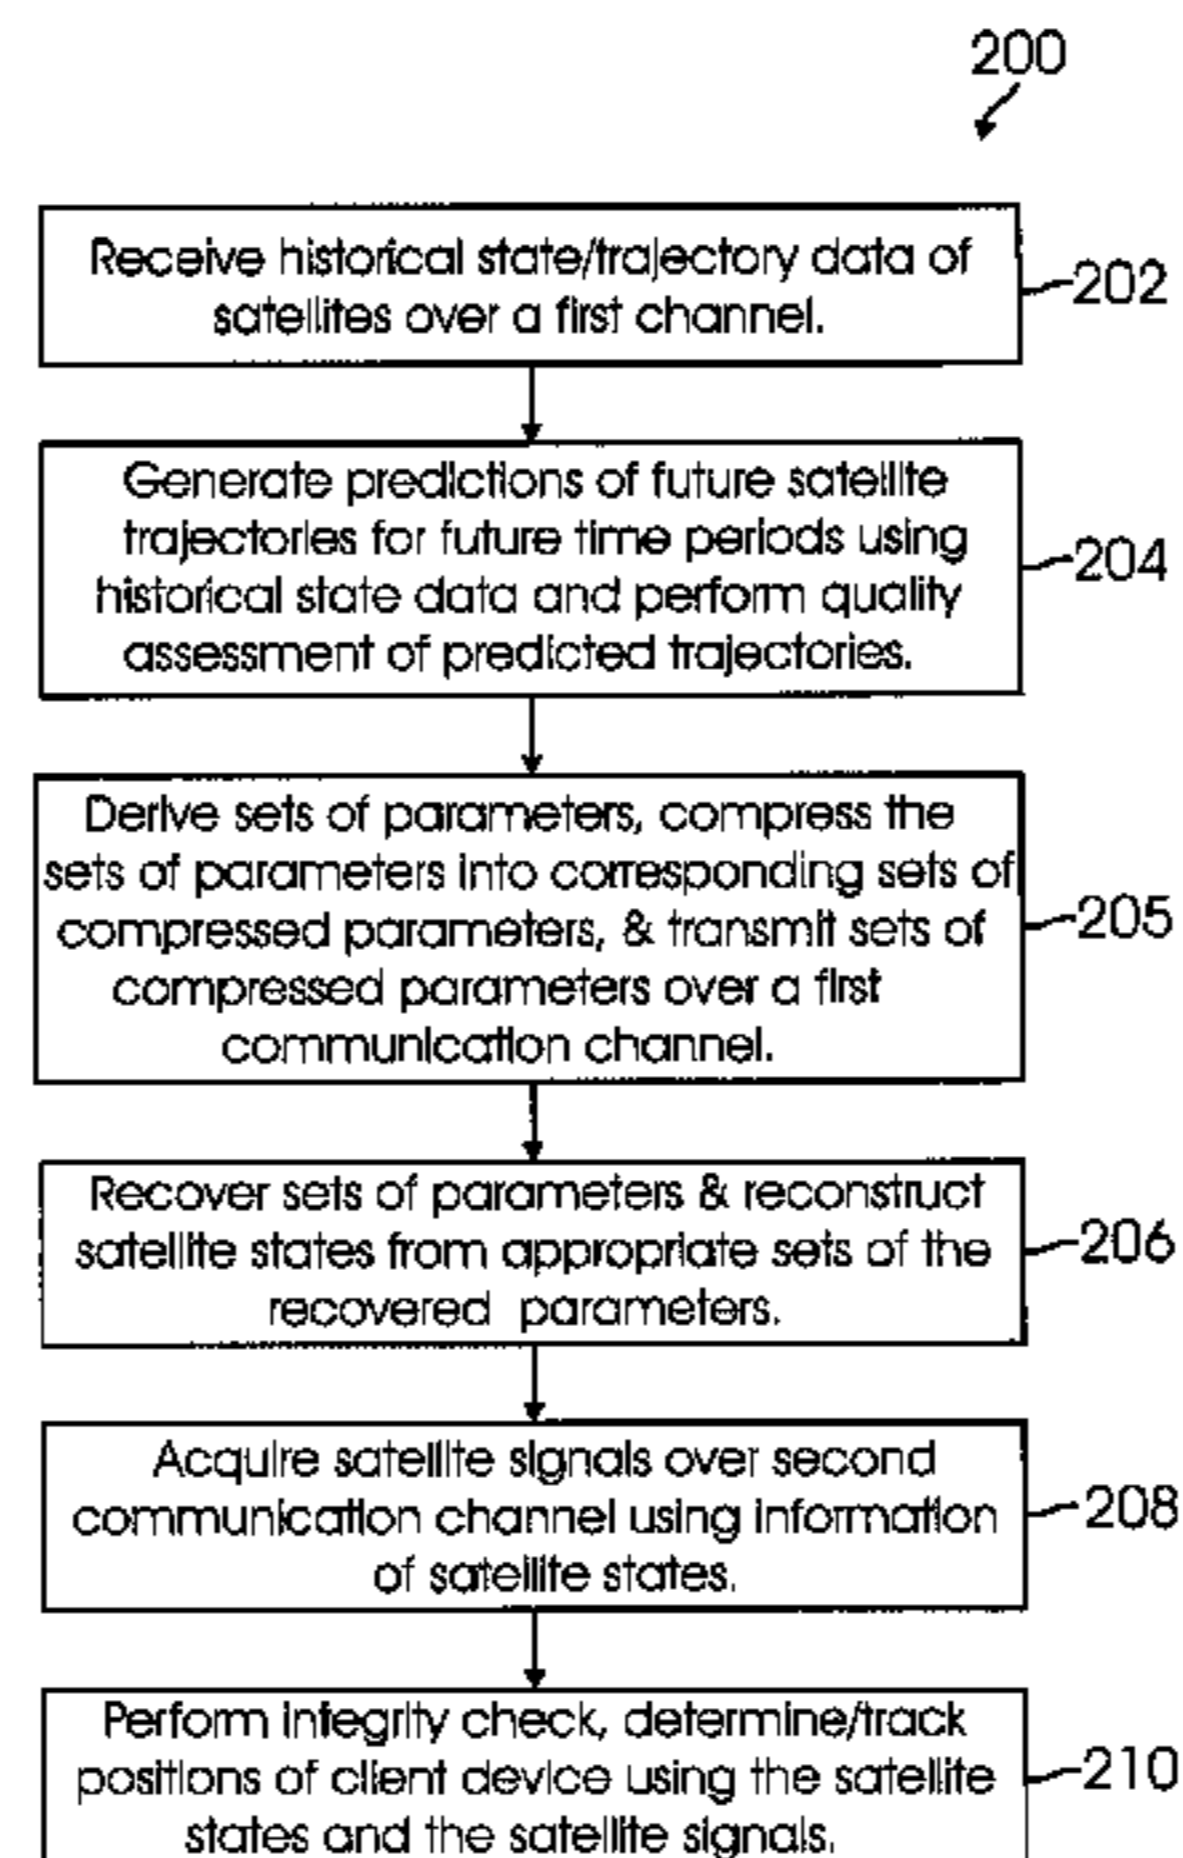 200
Receive historical state/trajectory data of
satellites over a first channel.
202
Generate predictions of future satellite
trajectories for future time periods using
historical state data and perform quality
assessment of predicted trajectories.
204
Derive sets of parameters, compress the
sets of parameters into corresponding sets of
compressed parameters, & transmit sets of
compressed parameters over a first
communication channel.
205
Recover sets of parameters & reconstruct
satellite states from appropriate sets of the
recovered parameters.
206
Acquire satellite signals over second
communication channel using information
of satellite states.
208
Perform integrity check, determine/track
positions of client device using the satellite
states and the satellite signals.
210